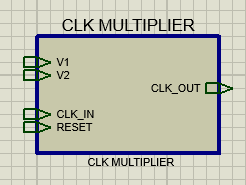 CLK MULTIPLIER
V1
V2
CLK_OUT
CLK_IN
RESET
CLK MULTIPLIER